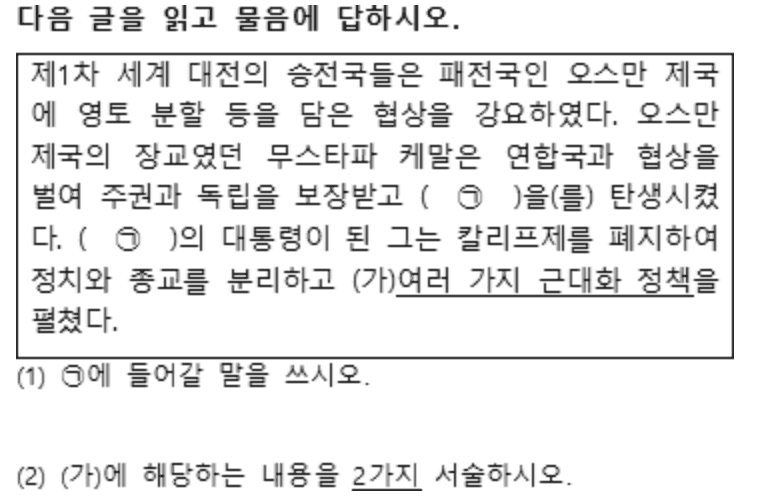 다음 글을 읽고 물음에 답하시오.
제1차 세계 대전의 승전국들은 패전국인 오스만 제국
에 영토 분할 등을 담은 협상을 강요하였다. 오스만
제국의 장교였던 무스타파 케말은 연합국과 협상을
벌여 주권과 독립을 보장받고 ( ㉠ )을(를) 탄생시켰
다. ( ㉠ )의 대통령이 된 그는 칼리프제를 폐지하여
정치와 종교를 분리하고 (가)여러 가지 근대화 정책을
펼쳤다.
(1) ㉠에 들어갈 말을 쓰시오.
(2) (가)에 해당하는 내용을 2가지 서술하시오.